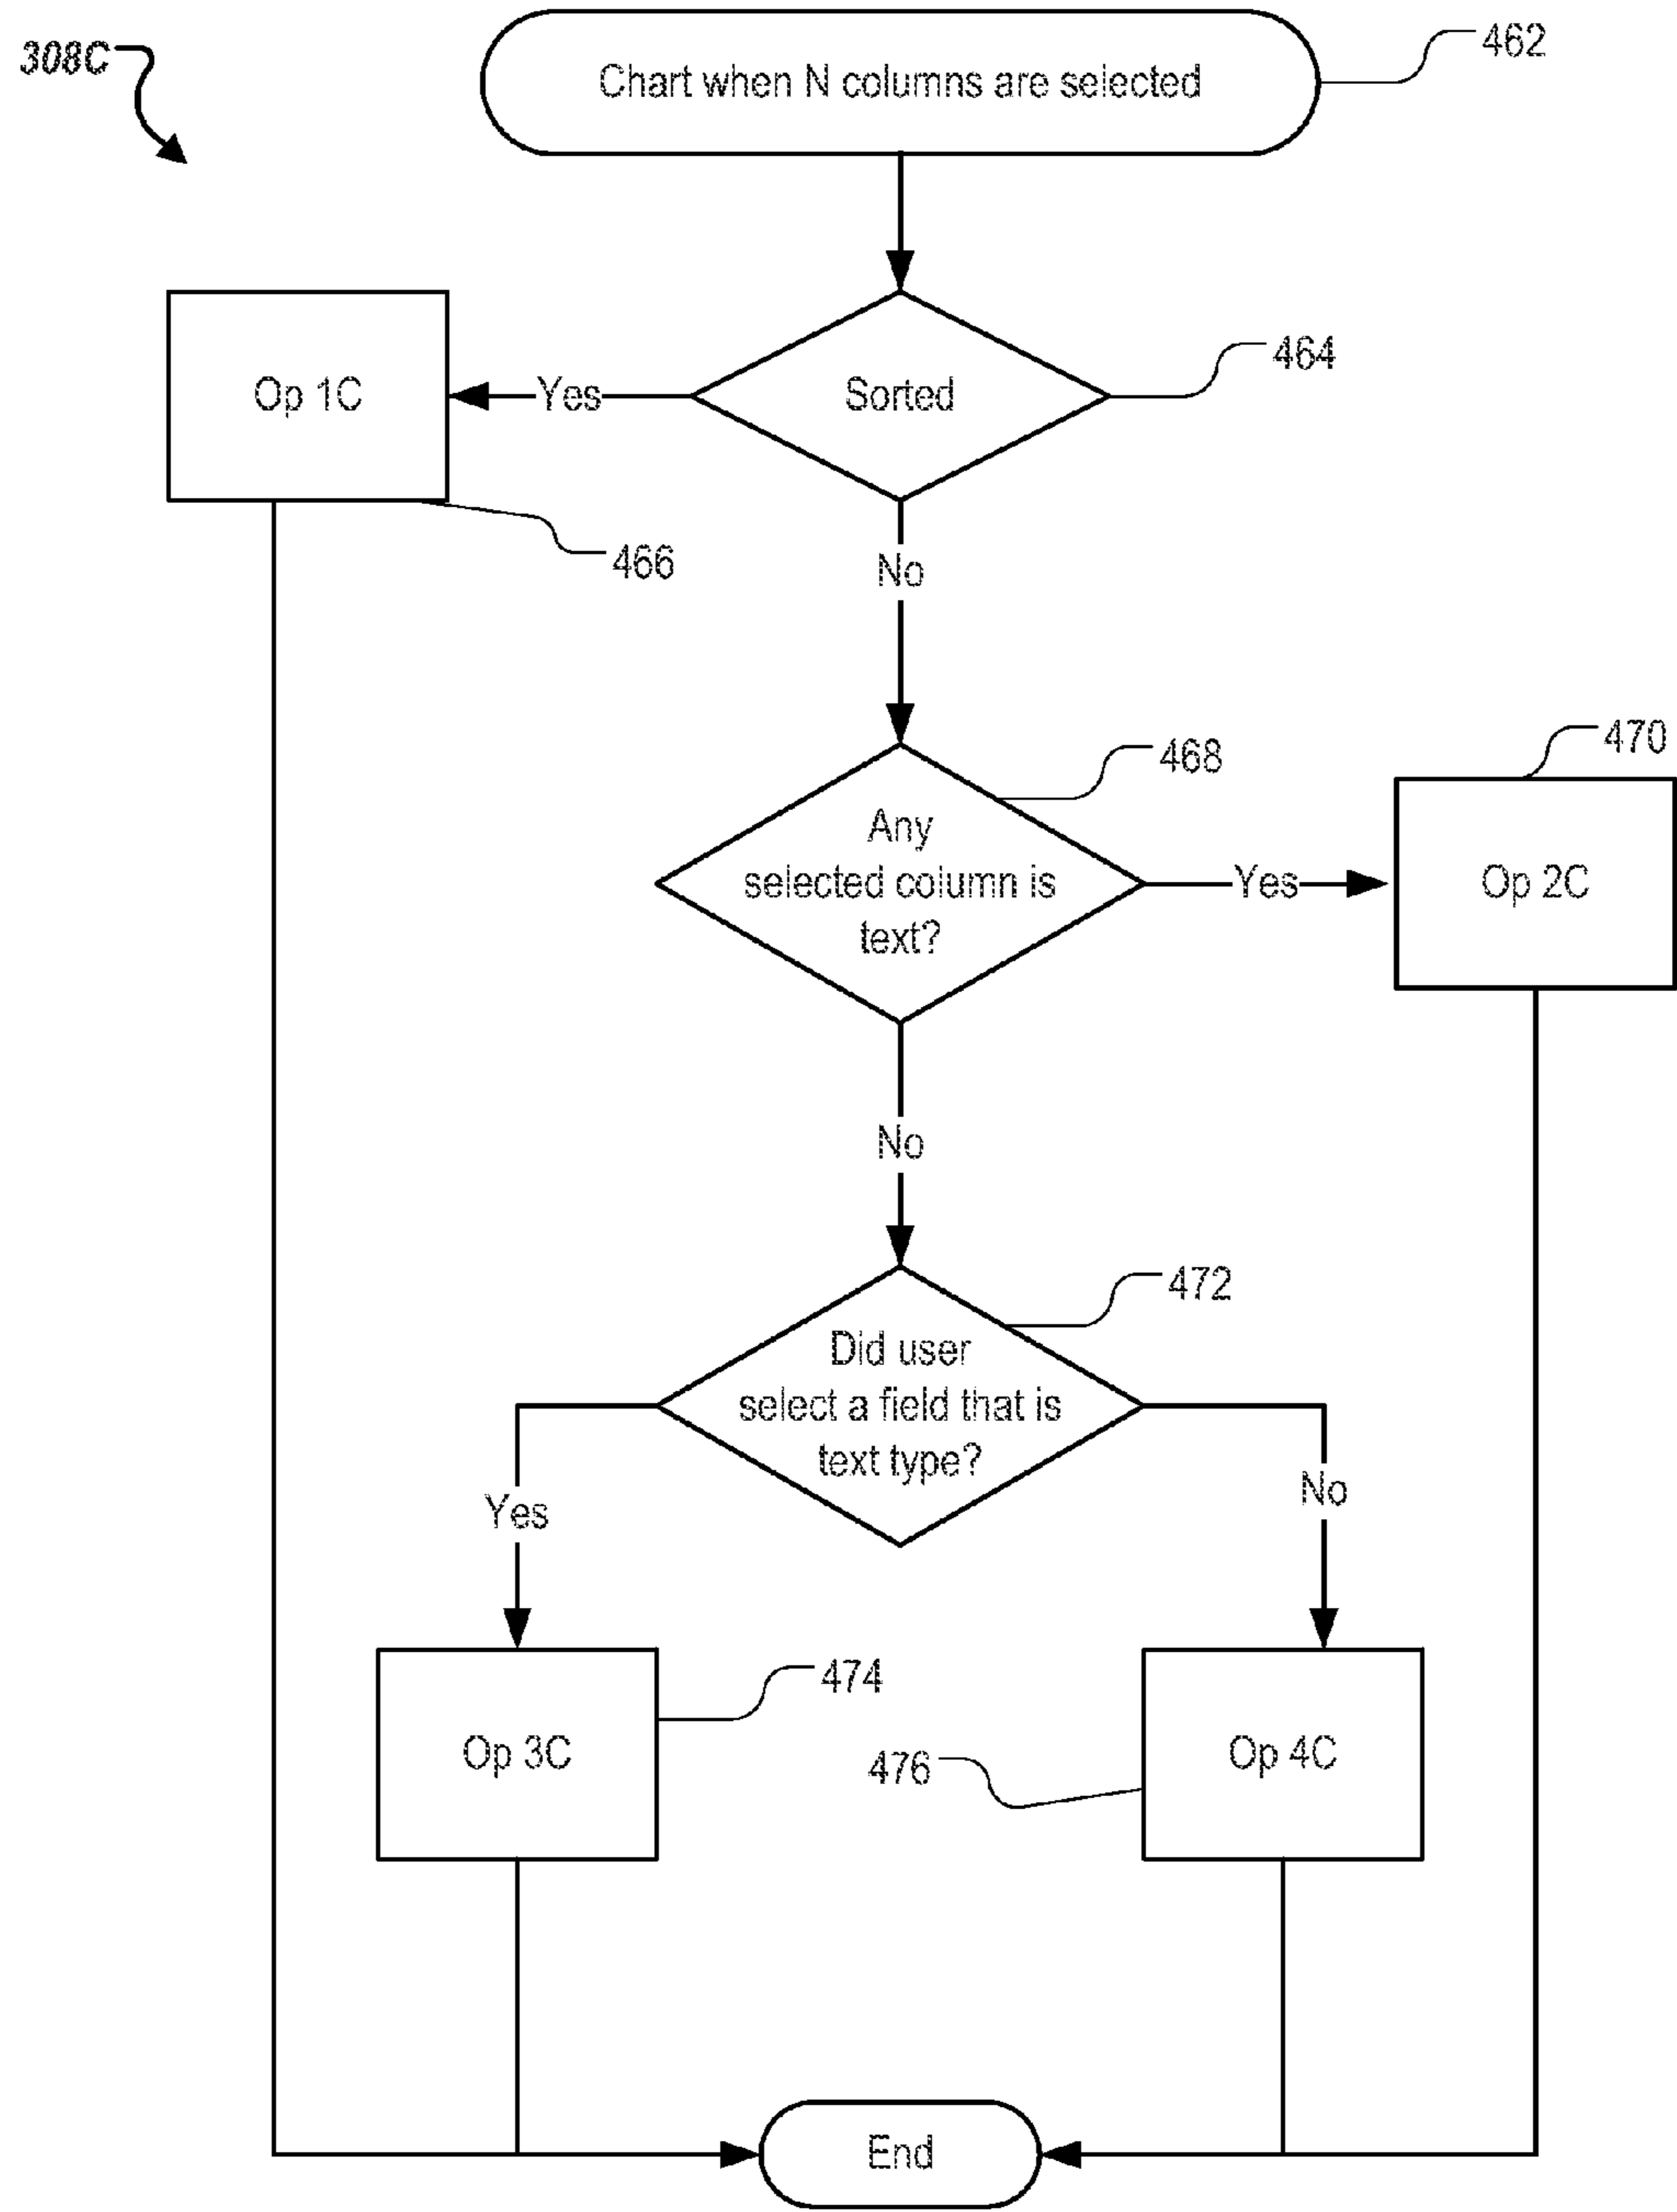 308C
Chart when N columns are selected
462
Sorted
464
Yes
Op 1C
466
No
468
470
Any
selected column is
text?
Yes
Op 2C
No
472
Did user
select a field that is
text type?
Yes
No
474
Op 3C
476
Op 4C
End